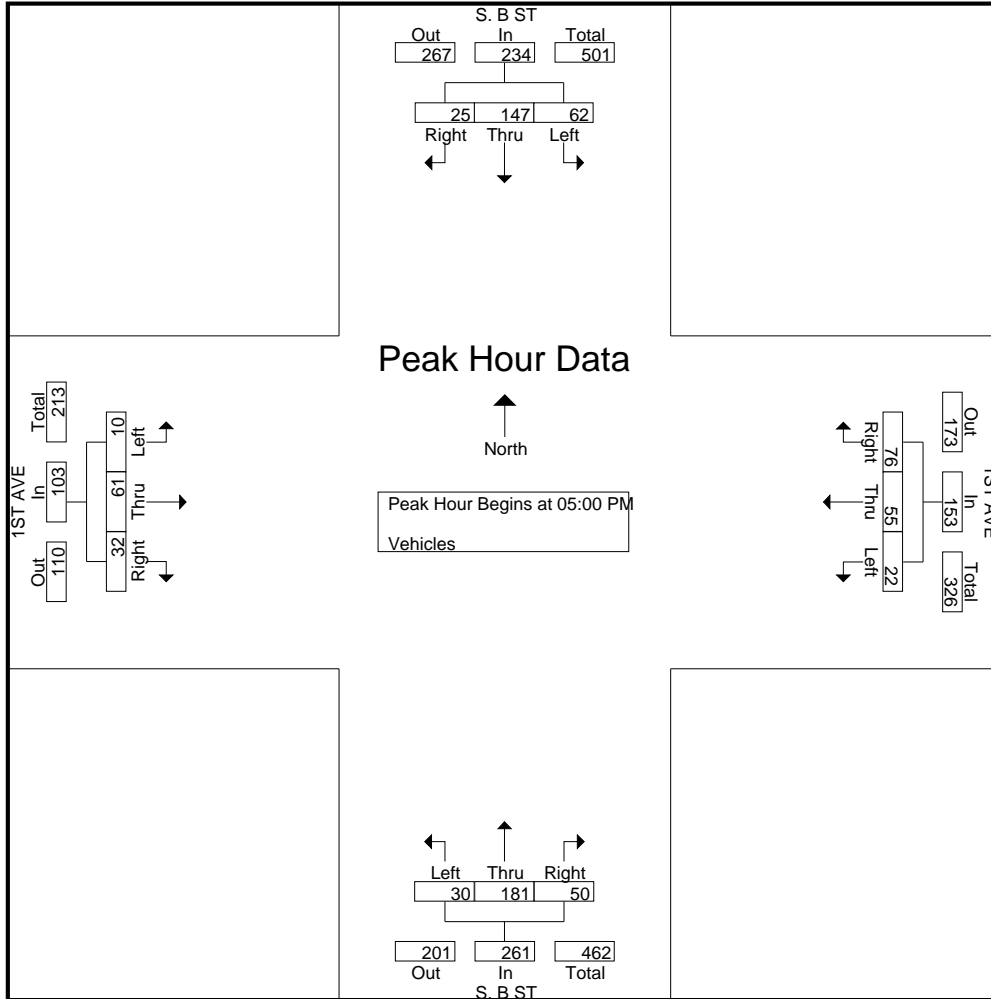 S. B ST
Out In Total
267 234 501
25 147 62
Right Thru Left
Peak Hour Data
North
Peak Hour Begins at 05:00 PM
Vehicles
1ST AVE
Total In Out
213 103 110
10 61 32
Left Thru Right
1ST AVE
Out In Total
173 153 326
76 55 22
Right Thru Left
Left Thru Right
30 181 50
201 261 462
Out In Total
S. B ST